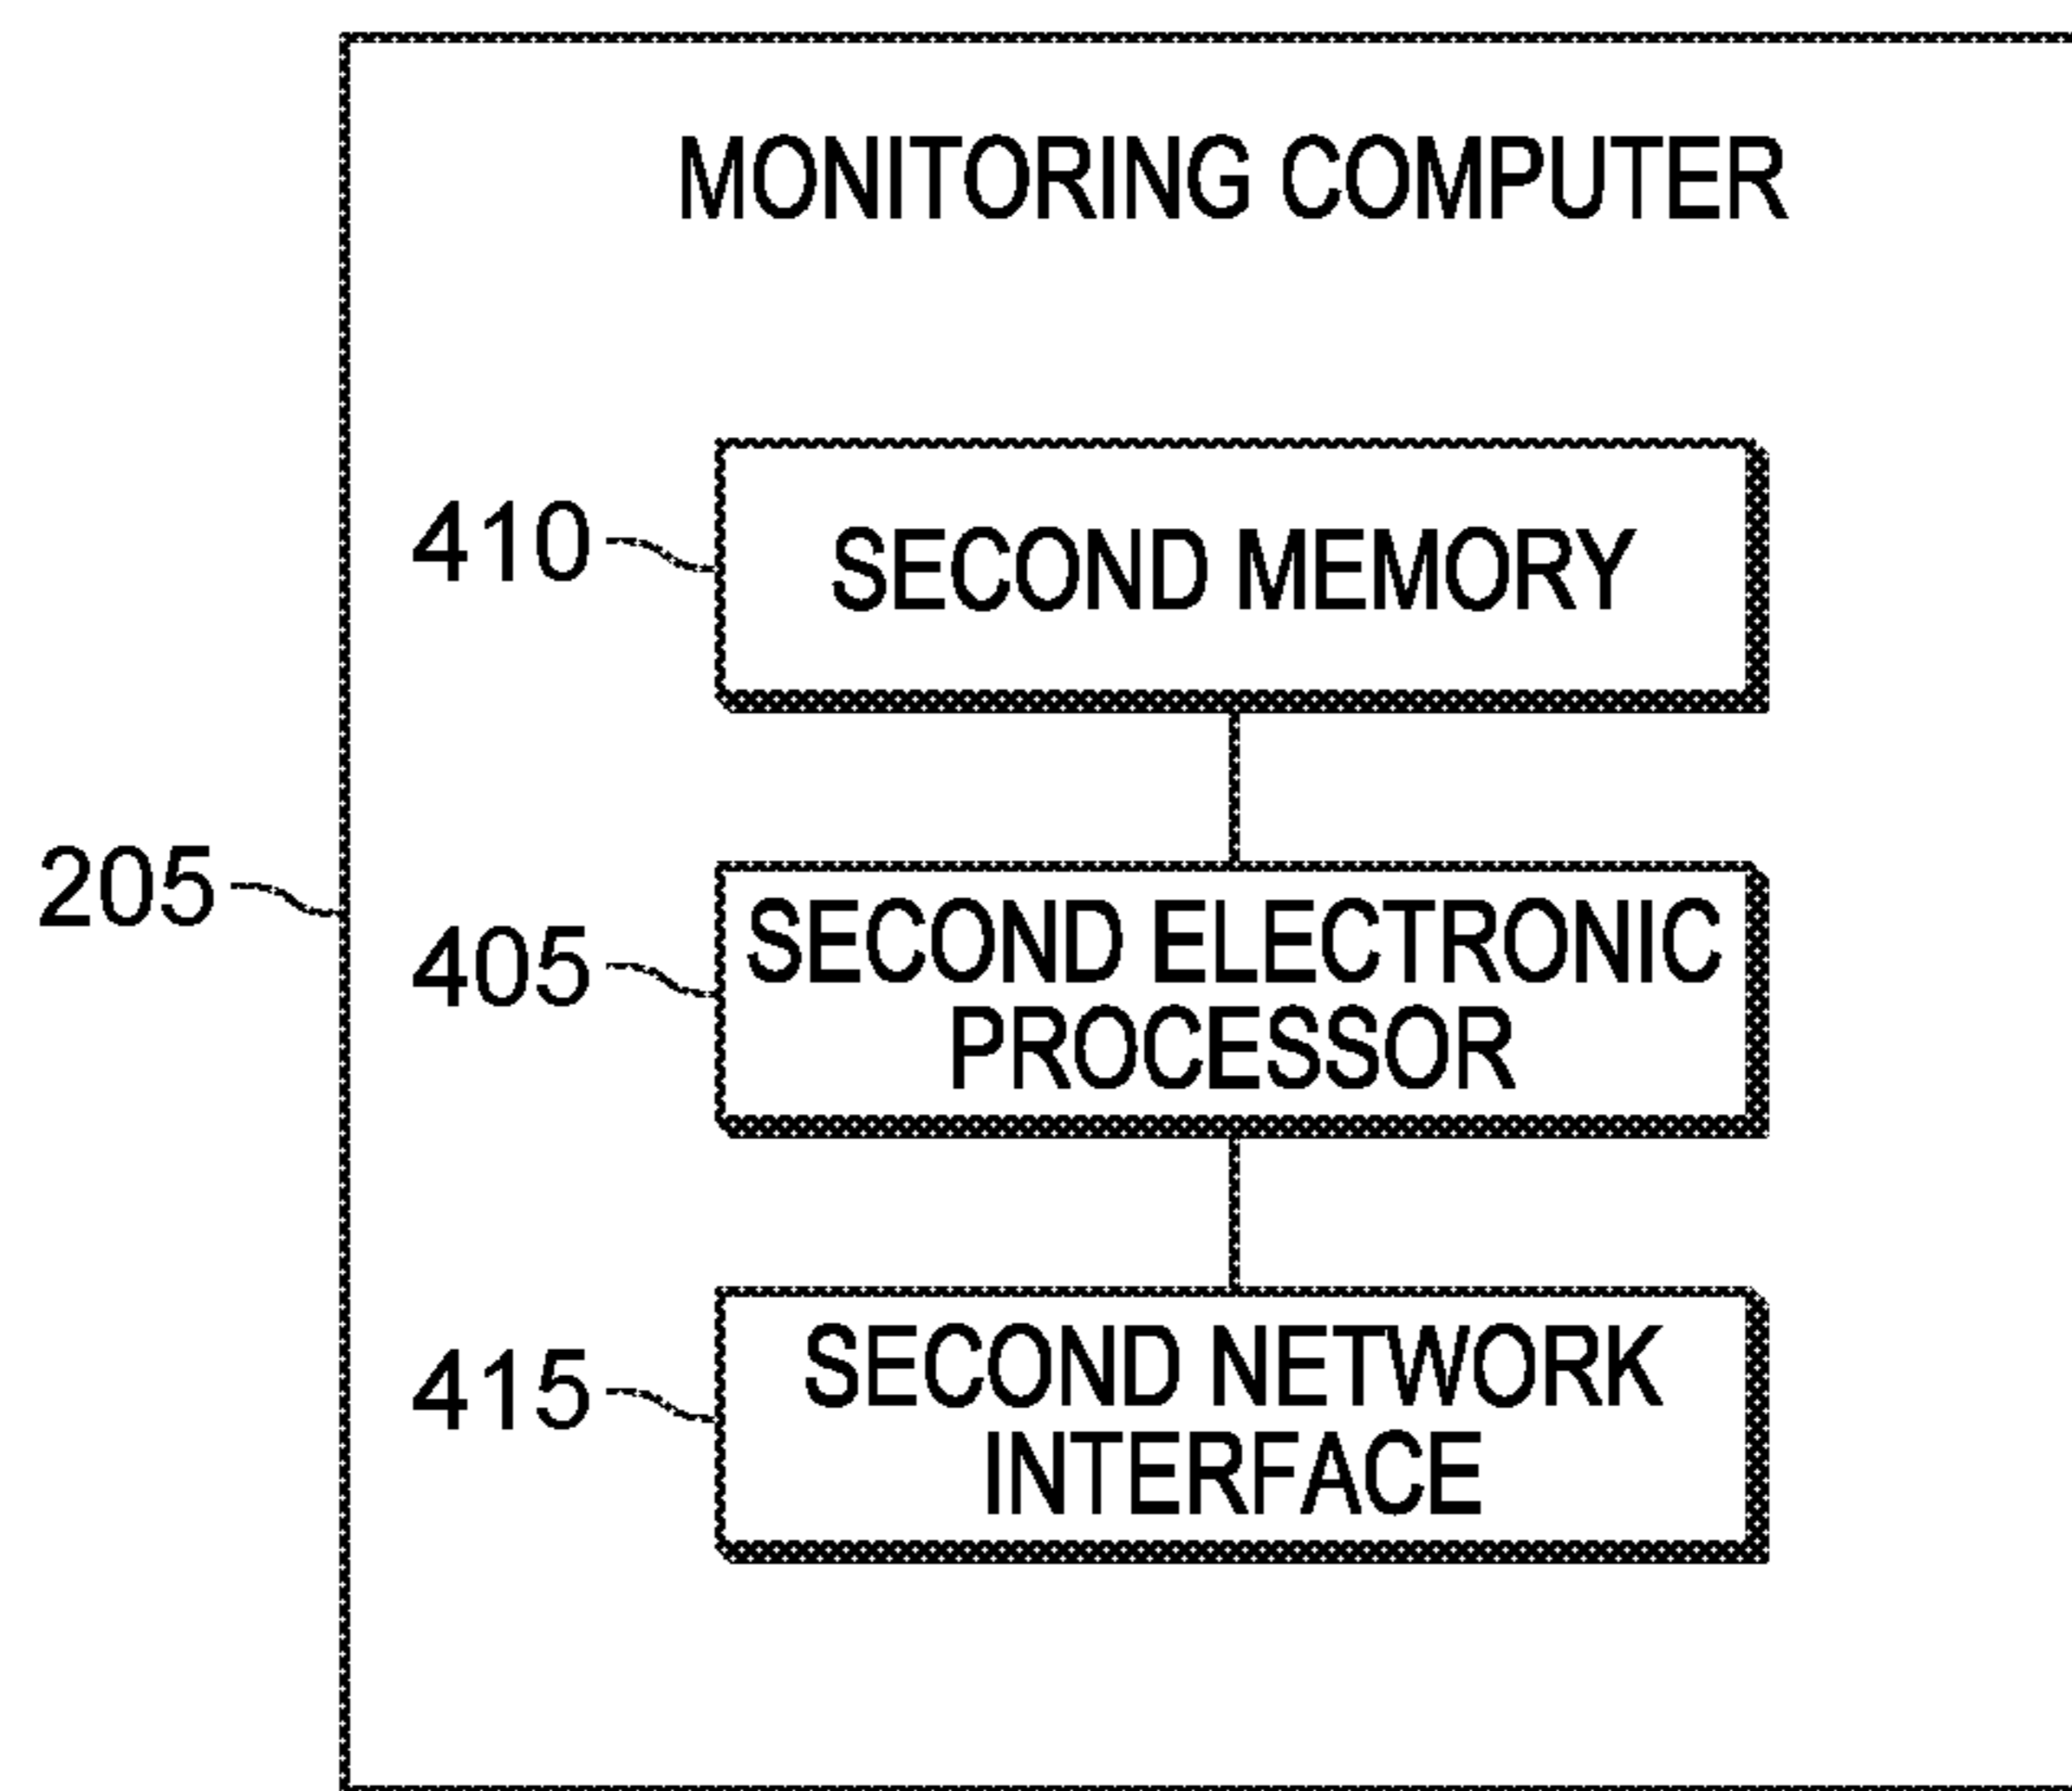 MONITORING COMPUTER
410
SECOND MEMORY
205
405
SECOND ELECTRONIC
PROCESSOR
415
SECOND NETWORK
INTERFACE